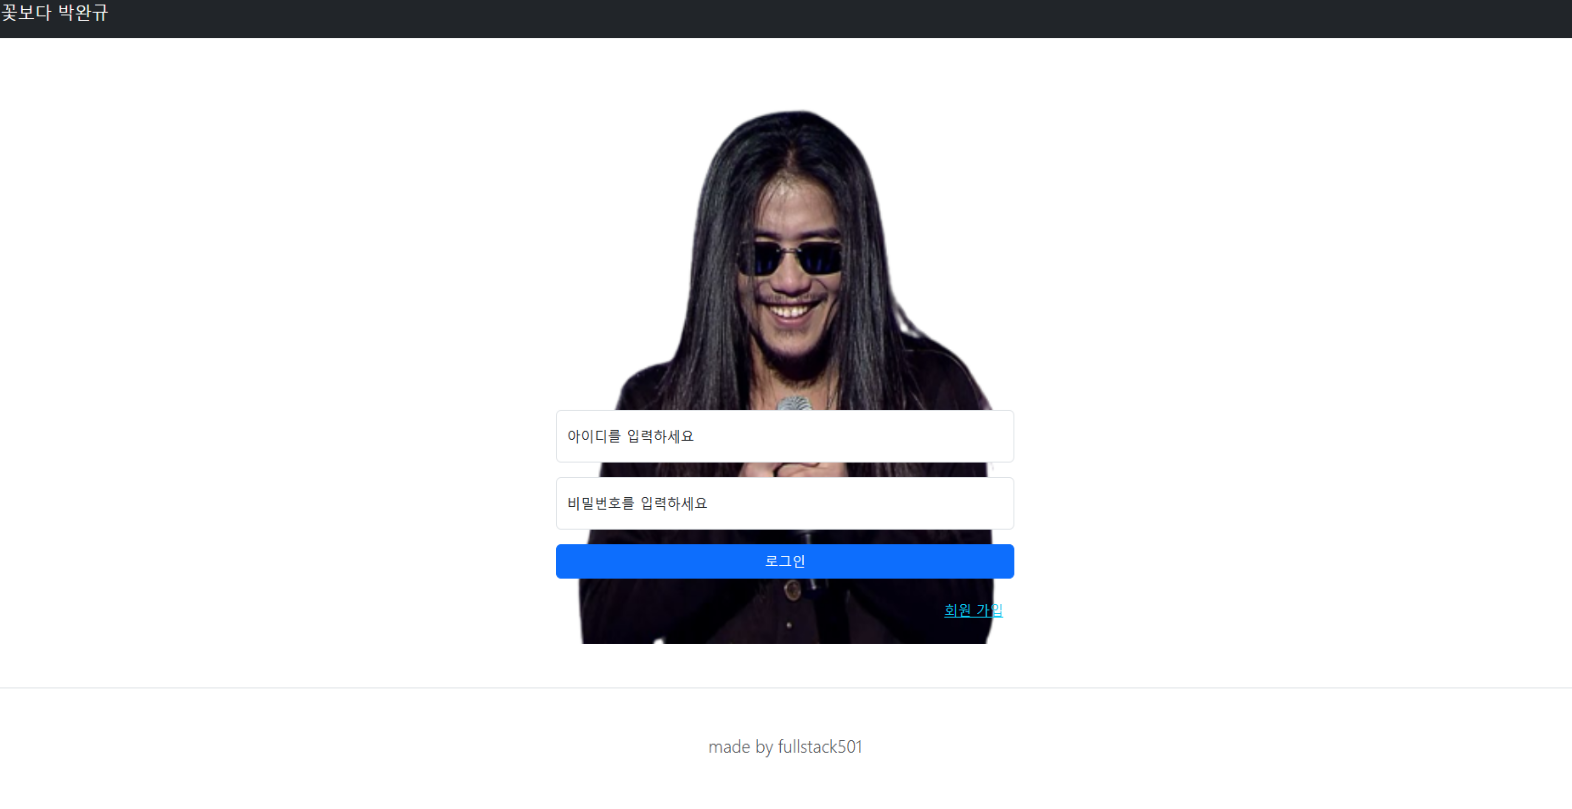 꽃보다 박완규
아이디를 입력하세요
비밀번호를 입력하세요
로그인
회원 가입
made by fullstack501